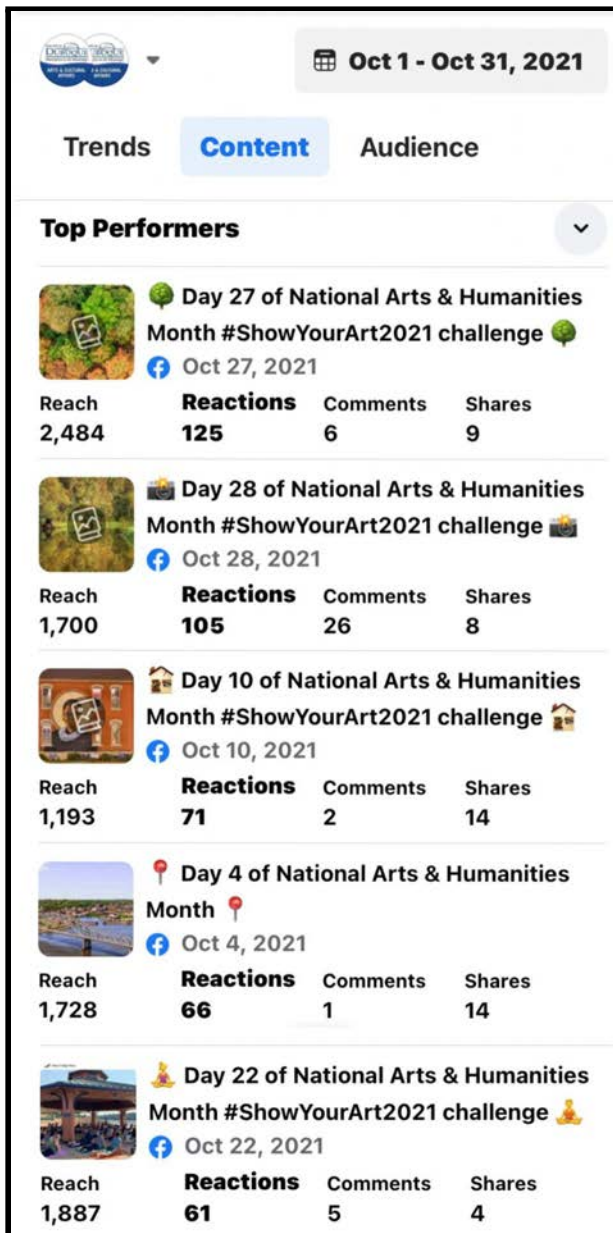 Oct 1 - Oct 31, 2021
Trends Content Audience
Top Performers
Day 27 of National Arts & Humanities
Month #ShowYourArt2021 challenge
Oct 27, 2021
Reach Reactions Comments Shares
2,484 125 6 9
Day 28 of National Arts & Humanities
Month #ShowYourArt2021 challenge
Oct 28, 2021
Reach Reactions Comments Shares
1,700 105 26 8
Day 10 of National Arts & Humanities
Month #ShowYourArt2021 challenge
Oct 10, 2021
Reach Reactions Comments Shares
1,193 71 2 14
Day 4 of National Arts & Humanities
Month
Oct 4, 2021
Reach Reactions Comments Shares
1,728 66 1 14
Day 22 of National Arts & Humanities
Month #ShowYourArt2021 challenge
Oct 22, 2021
Reach Reactions Comments Shares
1,887 61 5 4